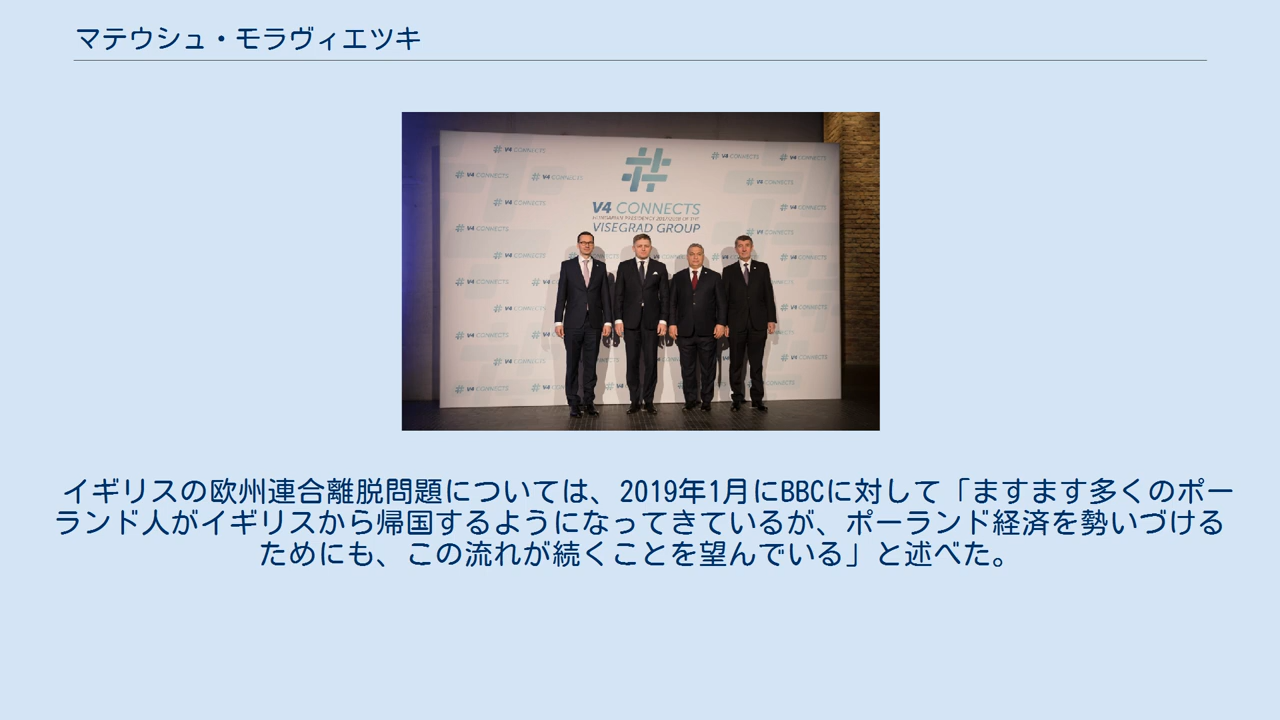 マテウシュ・モラヴィエツキ
V4 CONNECTS
HUNGARIAN PRESIDENCY 2017/2018 OF THE
VISEGRAD GROUP
イギリスの欧州連合離脱問題については、2019年1月にBBCに対して「ますます多くのポー
ランド人がイギリスから帰国するようになってきているが、ポーランド経済を勢いづける
ためにも、この流れが続くことを望んでいる」と述べた。